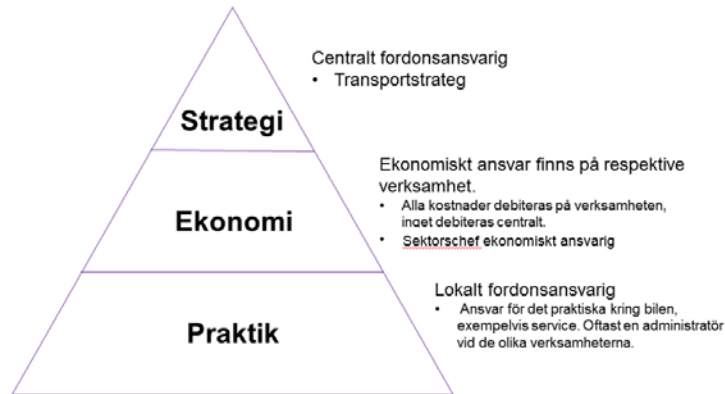 Centralt fordonsansvarig
• Transportstrateg
Strategi
Ekonomiskt ansvar finns på respektive
verksamhet.
• Alla kostnader debiteras på verksamheten,
inget debiteras centralt.
• Sektorschef ekonomiskt ansvarig
Ekonomi
Lokalt fordonsansvarig
• Ansvar för det praktiska kring bilen,
exempelvis service. Oftast en administratör
vid de olika verksamheterna.
Praktik